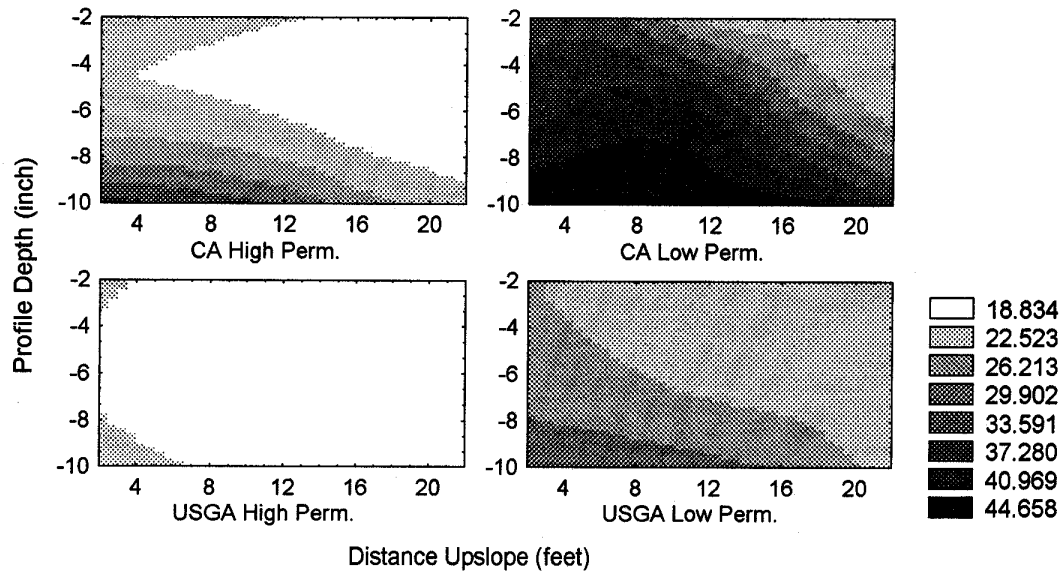 -2
-4
-6
-8
-10
4 8 12 16 20
CA High Perm.
-2
-4
-6
-8
-10
4 8 12 16 20
CA Low Perm.
Profile Depth (inch)
-2
-4
-6
-8
-10
4 8 12 16 20
USGA High Perm.
-2
-4
-6
-8
-10
4 8 12 16 20
USGA Low Perm.
18.834
22.523
26.213
29.902
33.591
37.280
40.969
44.658
Distance Upslope (feet)